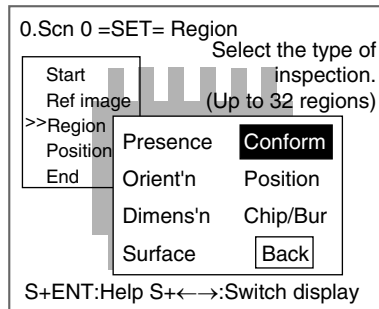 0.Scn 0 =SET= Region
Select the type of
inspection.
(Up to 32 regions)
Start
Ref image
>>Region
Position
End
Presence Conform
Orient'n Position
Dimens'n Chip/Bur
Surface Back
S+ENT:Help S+←→:Switch display